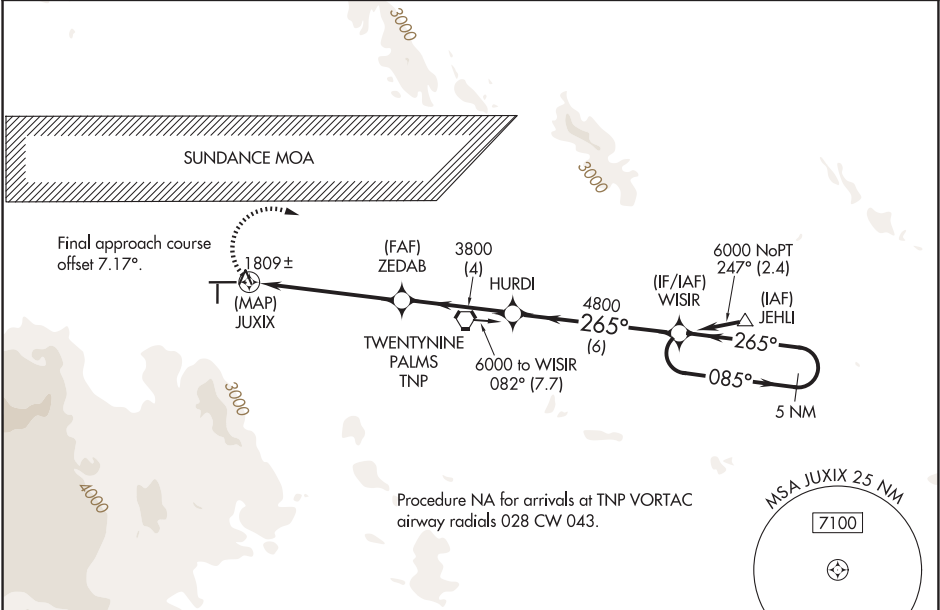 3000
SUNDANCE MOA
3000
Final approach course
offset 7.17°.
1809±
(MAP)
JUXIX
(FAF)
ZEDAB
3800
(4)
HURDI
TWENTYNINE
PALMS
TNP
6000 to WISIR
082° (7.7)
4800
265°
(6)
(IF/IAF)
WISIR
6000 NoPT
247° (2.4)
(IAF)
JEHLI
265°
085°
5 NM
3000
4000
Procedure NA for arrivals at TNP VORTAC
airway radials 028 CW 043.
MSA JUXIX 25 NM
7100